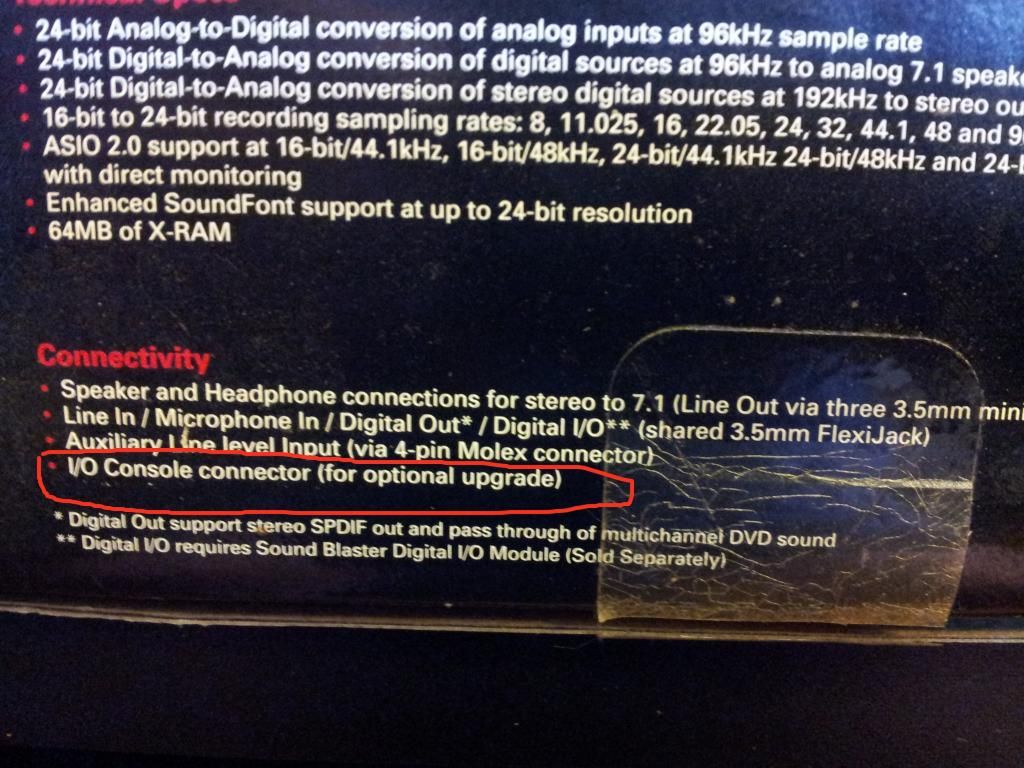 • 24-bit Analog-to-Digital conversion of analog inputs at 96kHz sample rate
• 24-bit Digital-to-Analog conversion of digital sources at 96kHz to analog 7.1
• 24-bit Digital-to-Analog conversion of stereo digital sources at 192kHz to stereo
• 16-bit to 24-bit recording sampling rates: 8, 11.025, 16, 22.05, 24, 32, 44.1, 48 and
• ASIO 2.0 support at 16-bit/44.1kHz, 16-bit/48kHz, 24-bit/44.1kHz 24-bit/48kHz and
with direct monitoring
• Enhanced SoundFont support at up to 24-bit resolution
• 64MB of X-RAM
Connectivity
• Speaker and Headphone connections for stereo to 7.1 (Line Out via three 3.5mm mini
• Line In / Microphone In / Digital Out* / Digital I/O** (shared 3.5mm FlexiJack)
• Auxiliary Line level Input (via 4-pin Molex connector)
• I/O Console connector (for optional upgrade)
* Digital Out support stereo SPDIF out and pass through of multichannel DVD sound
** Digital I/O requires Sound Blaster Digital I/O Module (Sold Separately)